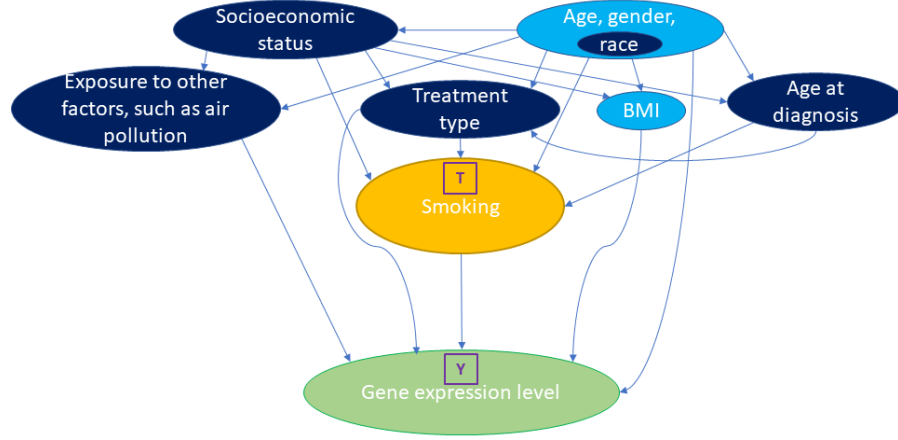 Socioeconomic
status
Age, gender,
race
Exposure to other
factors, such as air
pollution
Treatment
type
BMI
Age at
diagnosis
T
Smoking
Y
Gene expression level